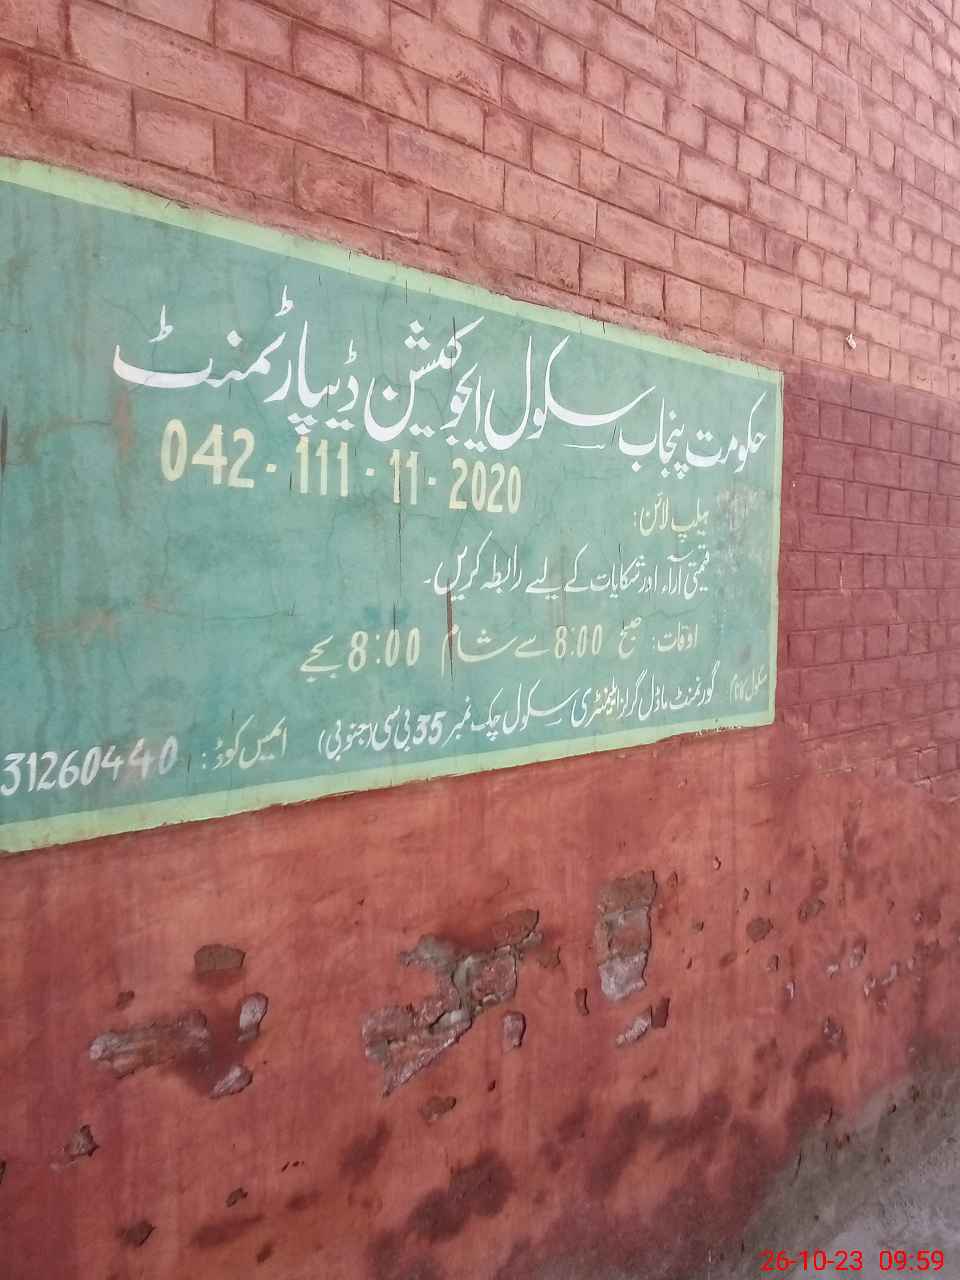 حکومت پنجاب سکول ایجوکیشن ڈیپارٹمنٹ
042-111-11-2020
ہیلپ لائن:
قیمتی آراء اور شکایات کے لیے رابطہ کریں۔
اوقات: صبح 8:00 سے شام 8:00 بجے
سکول کا نام: گورنمنٹ ماڈل گرلز ایلیمنٹری سکول چک نمبر 35 بی سی (جنوبی) ایمس کوڈ: 31260440
26-10-23 09:59